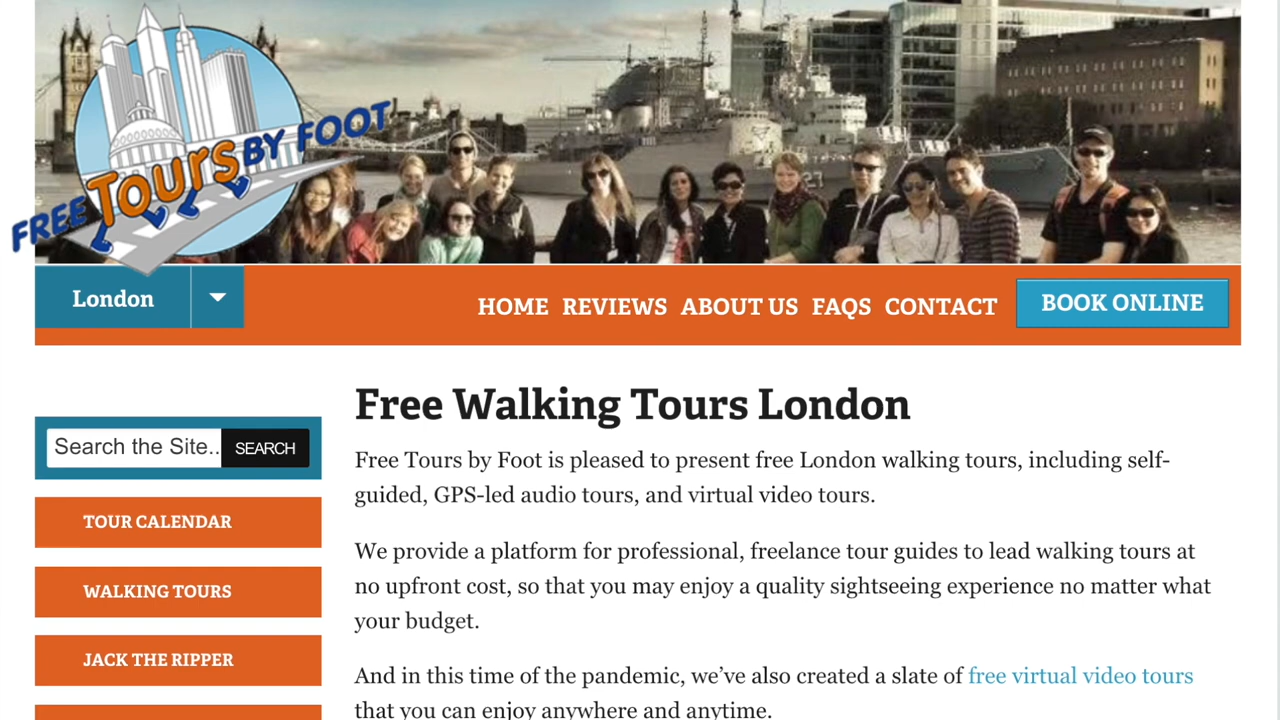 FREE TOURS BY FOOT
23
London
HOME REVIEWS ABOUT US FAQS CONTACT BOOK ONLINE
Free Walking Tours London
Search the Site.. SEARCH
Free Tours by Foot is pleased to present free London walking tours, including self-
guided, GPS-led audio tours, and virtual video tours.
TOUR CALENDAR
We provide a platform for professional, freelance tour guides to lead walking tours at
no upfront cost, so that you may enjoy a quality sightseeing experience no matter what
your budget.
WALKING TOURS
JACK THE RIPPER
And in this time of the pandemic, we’ve also created a slate of free virtual video tours
that you can enjoy anywhere and anytime.